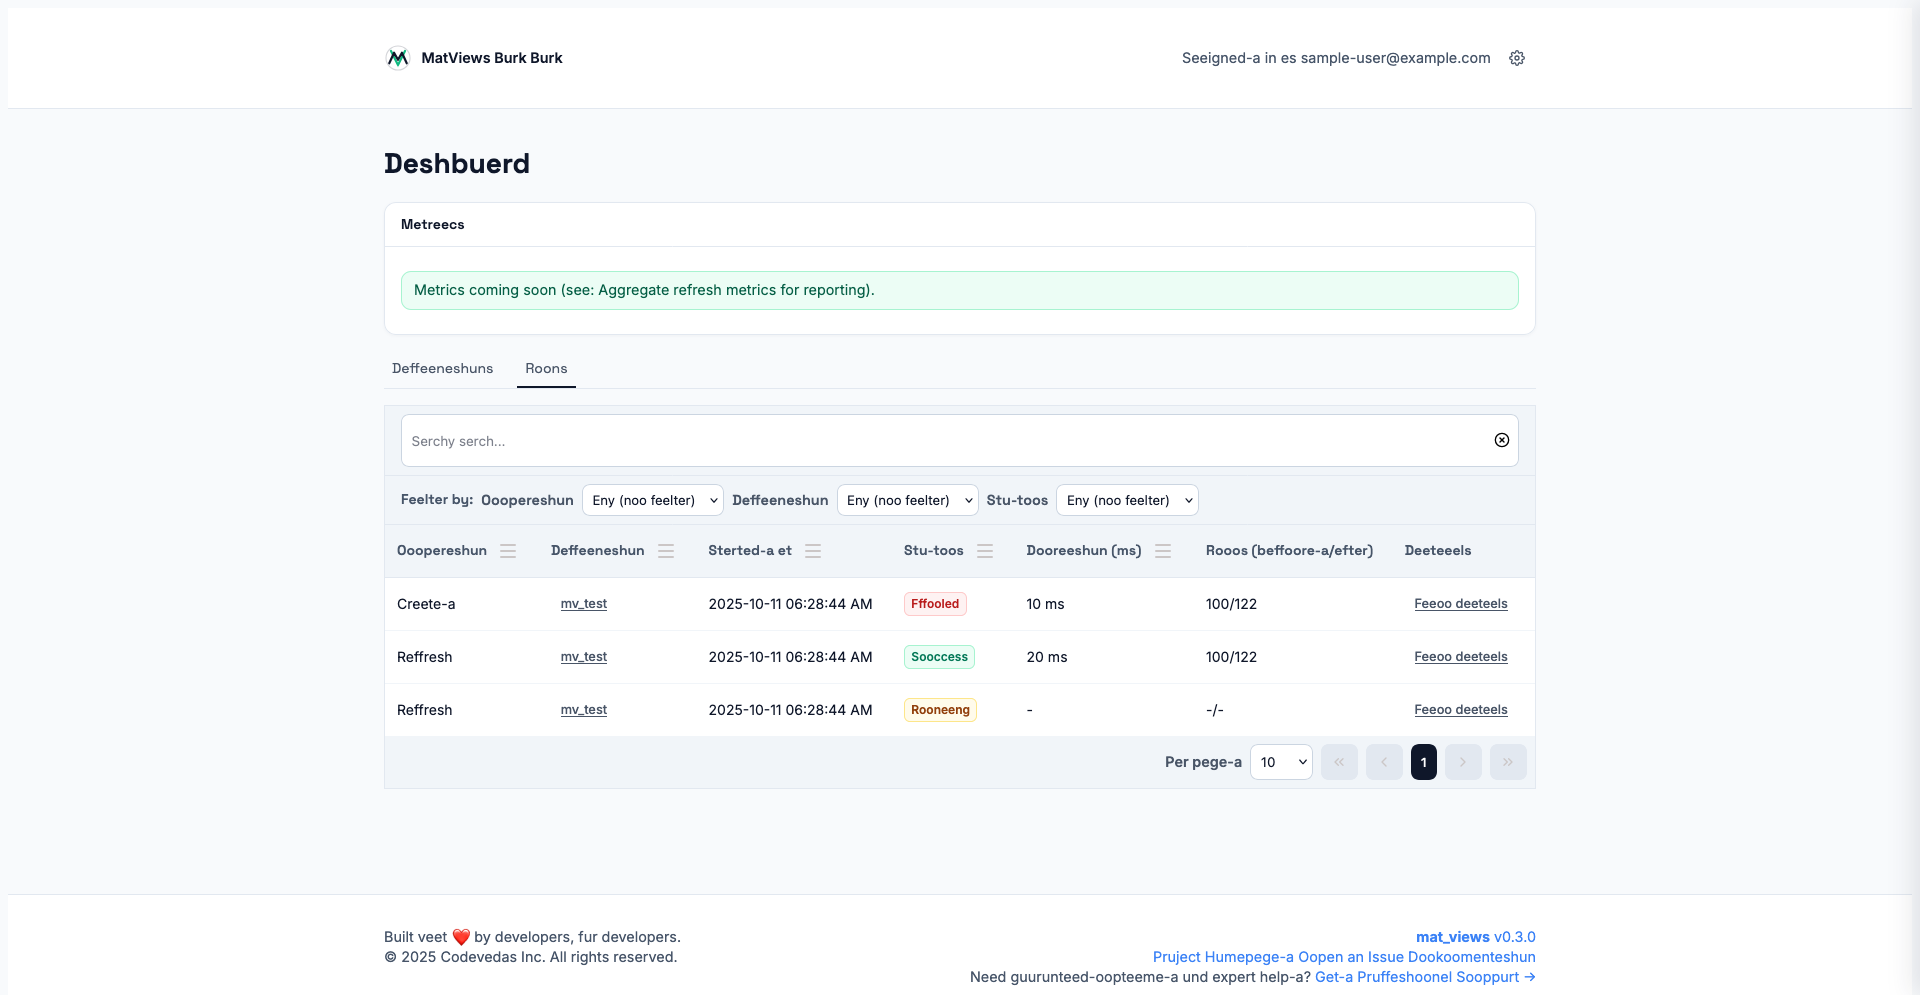 MatViews Burk Burk
Seeigned-a in es sample-user@example.com
Deshbuerd
Metreecs
Metrics coming soon (see: Aggregate refresh metrics for reporting).
Deffeeneshuns Roons
Serchy serch...
Feelter by: Ooopereshun Eny (noo feelter) Deffeeneshun Eny (noo feelter) Stu-toos Eny (noo feelter)
Ooopereshun Deffeeneshun Sterted-a et Stu-toos Dooreeshun (ms) Rooos (beffoore-a/efter) Deeteeels
Creete-a mv_test 2025-10-11 06:28:44 AM Fffooled 10 ms 100/122 Feeoo deeteels
Reffresh mv_test 2025-10-11 06:28:44 AM Sooccess 20 ms 100/122 Feeoo deeteels
Reffresh mv_test 2025-10-11 06:28:44 AM Rooneeng - -/- Feeoo deeteels
Per pege-a 10 « ‹ 1 › »
Built veet ❤️ by developers, fur developers.
© 2025 Codevedas Inc. All rights reserved.
mat_views v0.3.0
Pruject Humepege-a Oopen an Issue Dookoomenteshun
Need guurunteed-oopteeme-a und expert help-a? Get-a Pruffeshoonel Sooppurt →